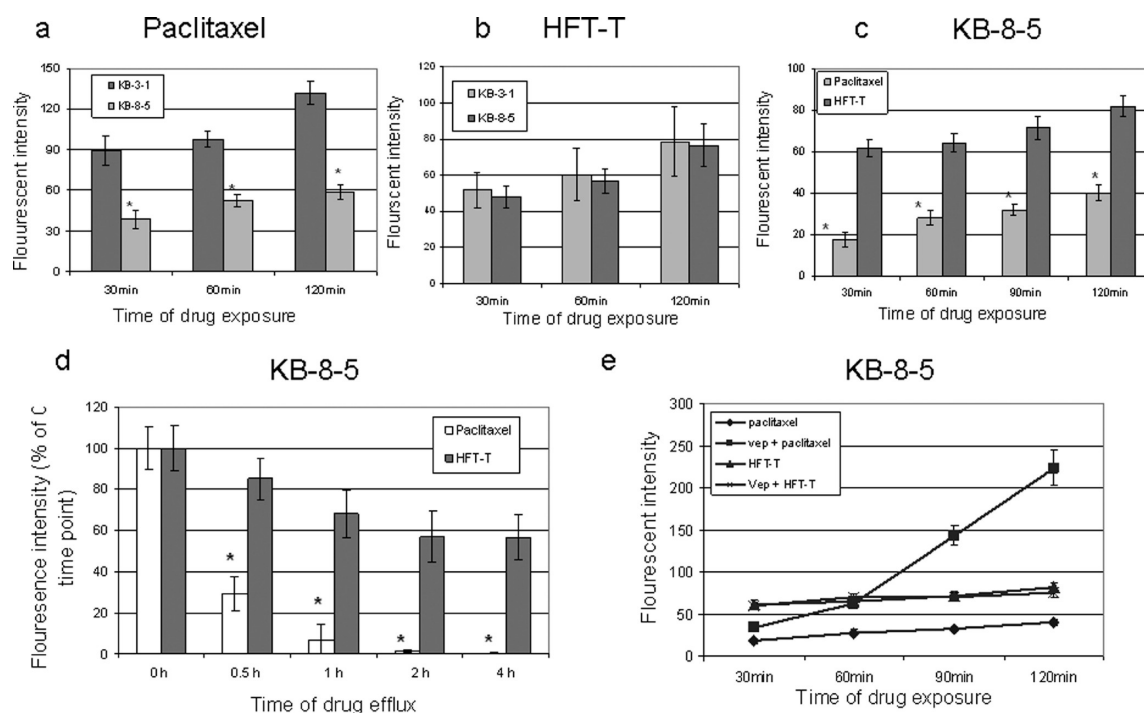 a
Paclitaxel
Flouurescent intensity
150
120
90
60
30
0
KB-3-1
KB-8-5
*
*
*
30min 60min 120min
Time of drug exposure
b
HFT-T
Flourscent intensity
120
100
80
60
40
20
0
KB-3-1
KB-8-5
30min 60min 120min
Time of drug exposure
c
KB-8-5
Flourescent intensity
100
80
60
40
20
0
Paclitaxel
HFT-T
*
*
*
*
30min 60min 90min 120min
Time of drug exposure
d
KB-8-5
Flouresence intensity (% of C
time point)
120
100
80
60
40
20
0
Paclitaxel
HFT-T
*
*
*
*
0 h 0.5 h 1 h 2 h 4 h
Time of drug efflux
e
KB-8-5
Flourescent intensity
300
250
200
150
100
50
0
paclitaxel
vep + paclitaxel
HFT-T
Vep + HFT-T
30min 60min 90min 120min
Time of drug exposure